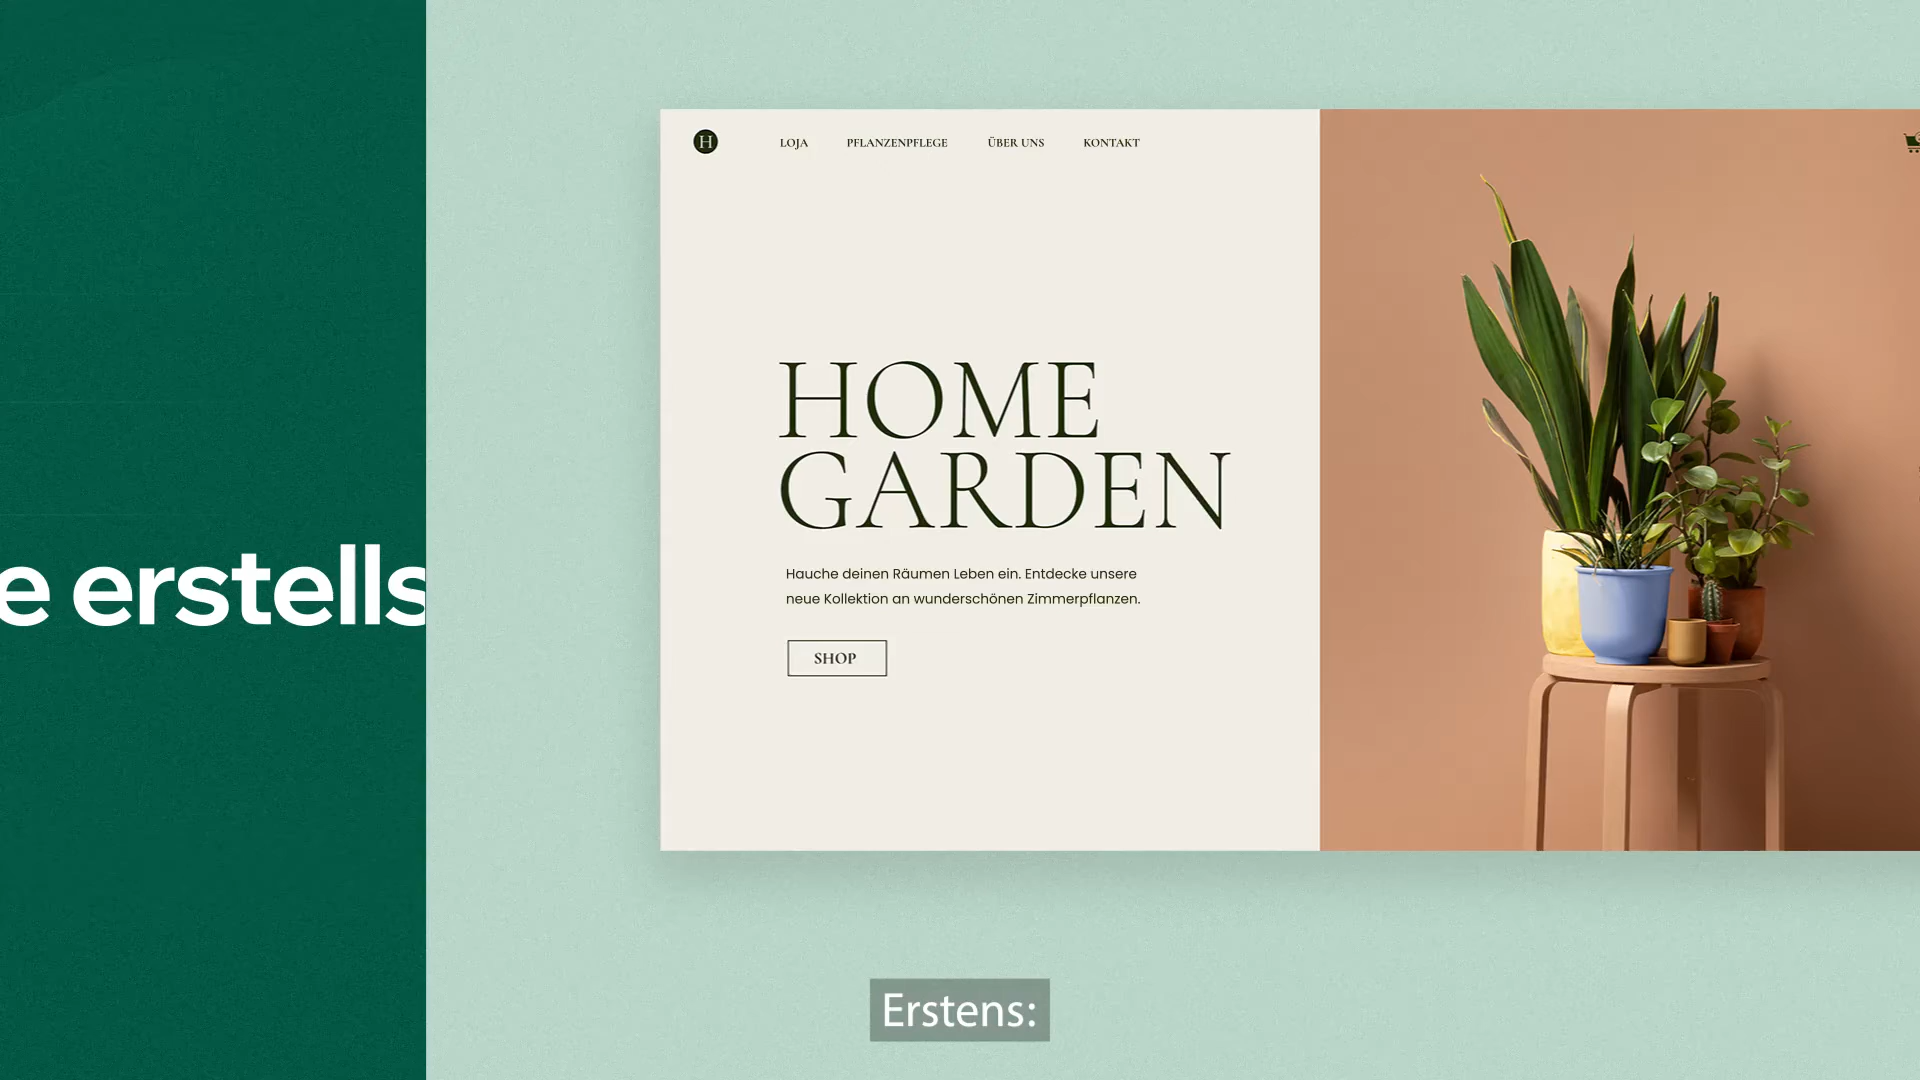 e erstells
H
LOJA PFLANZENPFLEGE ÜBER UNS KONTAKT
HOME
GARDEN
Hauche deinen Räumen Leben ein. Entdecke unsere
neue Kollektion an wunderschönen Zimmerpflanzen.
SHOP
Erstens: